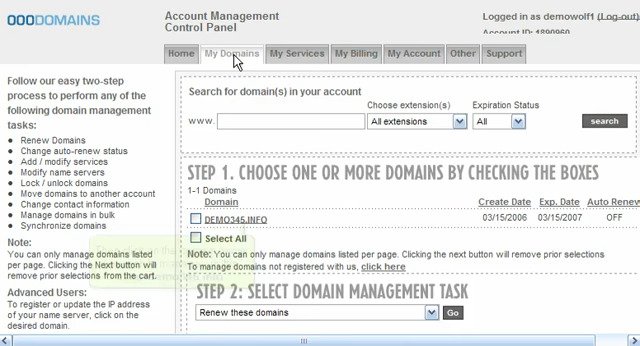 000DOMAINS
Account Management
Control Panel
Logged in as demowolf1 (Log-out)
Account ID: 1890960
Home
My Domains
My Services
My Billing
My Account
Other
Support
Follow our easy two-step
process to perform any of the
following domain management
tasks:
Renew Domains
Change auto-renew status
Add / modify services
Modify name servers
Lock / unlock domains
Move domains to another account
Change contact information
Manage domains in bulk
Synchronize domains
Note:
You can only manage domains listed
per page. Clicking the Next button will
remove prior selections from the cart.
Advanced Users:
To register or update the IP address
of your name server, click on the
desired domain.
Search for domain(s) in your account
Choose extension(s)
Expiration Status
www.
All extensions
All
search
STEP 1. CHOOSE ONE OR MORE DOMAINS BY CHECKING THE BOXES
1-1 Domains
Domain
Create Date
Exp. Date
Auto Renew
DEMO345.INFO
03/15/2006
03/15/2007
OFF
Select All
Note: You can only manage domains listed per page. Clicking the next button will remove prior selections
To manage domains not registered with us, click here
STEP 2: SELECT DOMAIN MANAGEMENT TASK
Renew these domains
Go